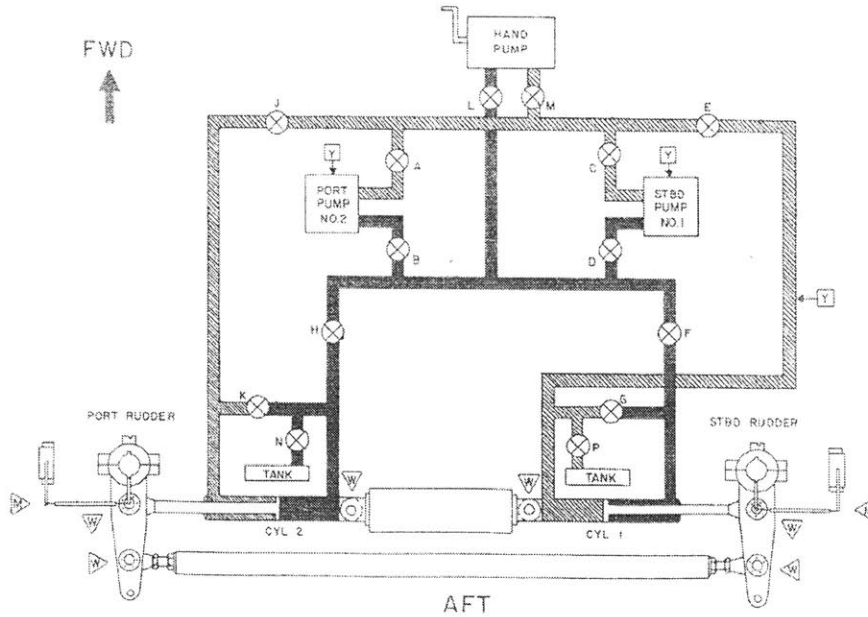 HAND
PUMP
FWD
L
M
J
E
A
C
Y
Y
PORT
PUMP
NO.2
STBD
PUMP
NO.1
B
D
Y
H
F
K
G
PORT RUDDER
STBD RUDDER
N
P
TANK
TANK
W
W
M
W
W
CYL 2
CYL 1
W
W
AFT